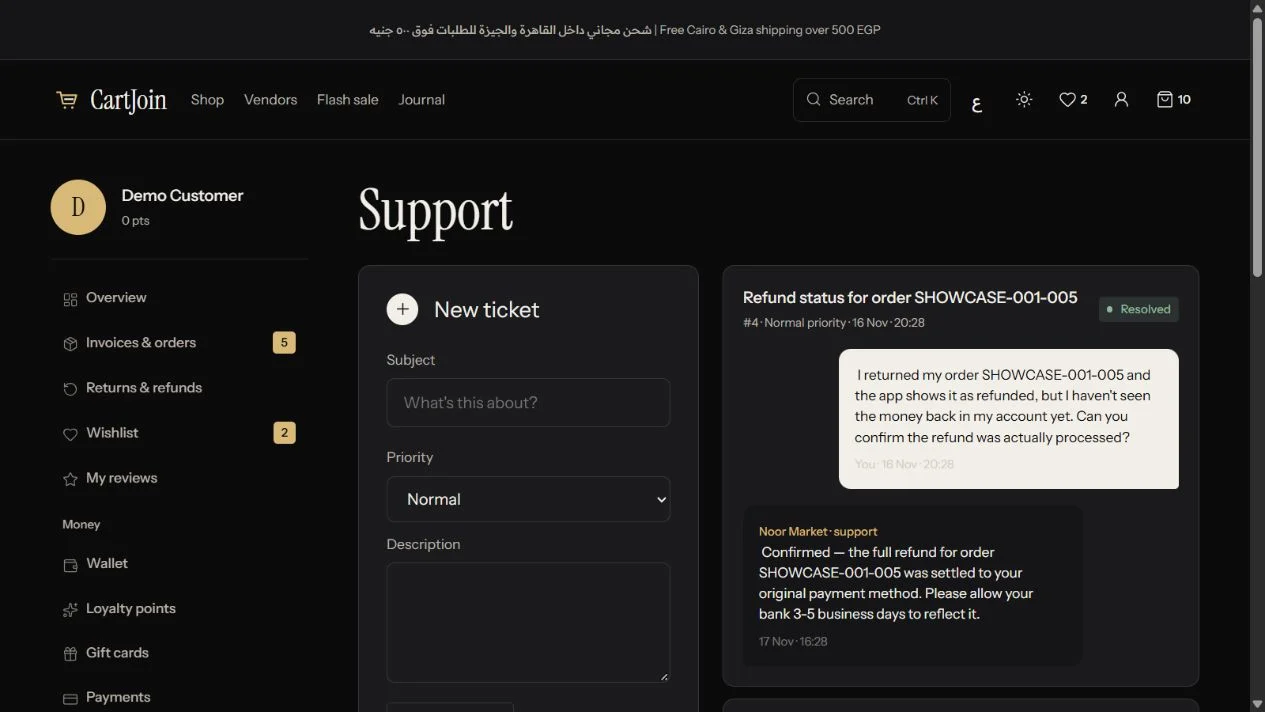 شحن مجاني داخل القاهرة والجيزة للطلبات فوق ٥٠٠ جنيه | Free Cairo & Giza shipping over 500 EGP
CartJoin
Shop
Vendors
Flash sale
Journal
Search
Ctrl K
ع
2
10
D
Demo Customer
0 pts
Overview
Invoices & orders
5
Returns & refunds
Wishlist
2
My reviews
Money
Wallet
Loyalty points
Gift cards
Payments
Support
New ticket
Subject
What's this about?
Priority
Normal
Description
Refund status for order SHOWCASE-001-005
#4 · Normal priority · 16 Nov · 20:28
Resolved
I returned my order SHOWCASE-001-005 and
the app shows it as refunded, but I haven't seen
the money back in my account yet. Can you
confirm the refund was actually processed?
You · 16 Nov · 20:28
Noor Market · support
Confirmed — the full refund for order
SHOWCASE-001-005 was settled to your
original payment method. Please allow your
bank 3-5 business days to reflect it.
17 Nov · 16:28